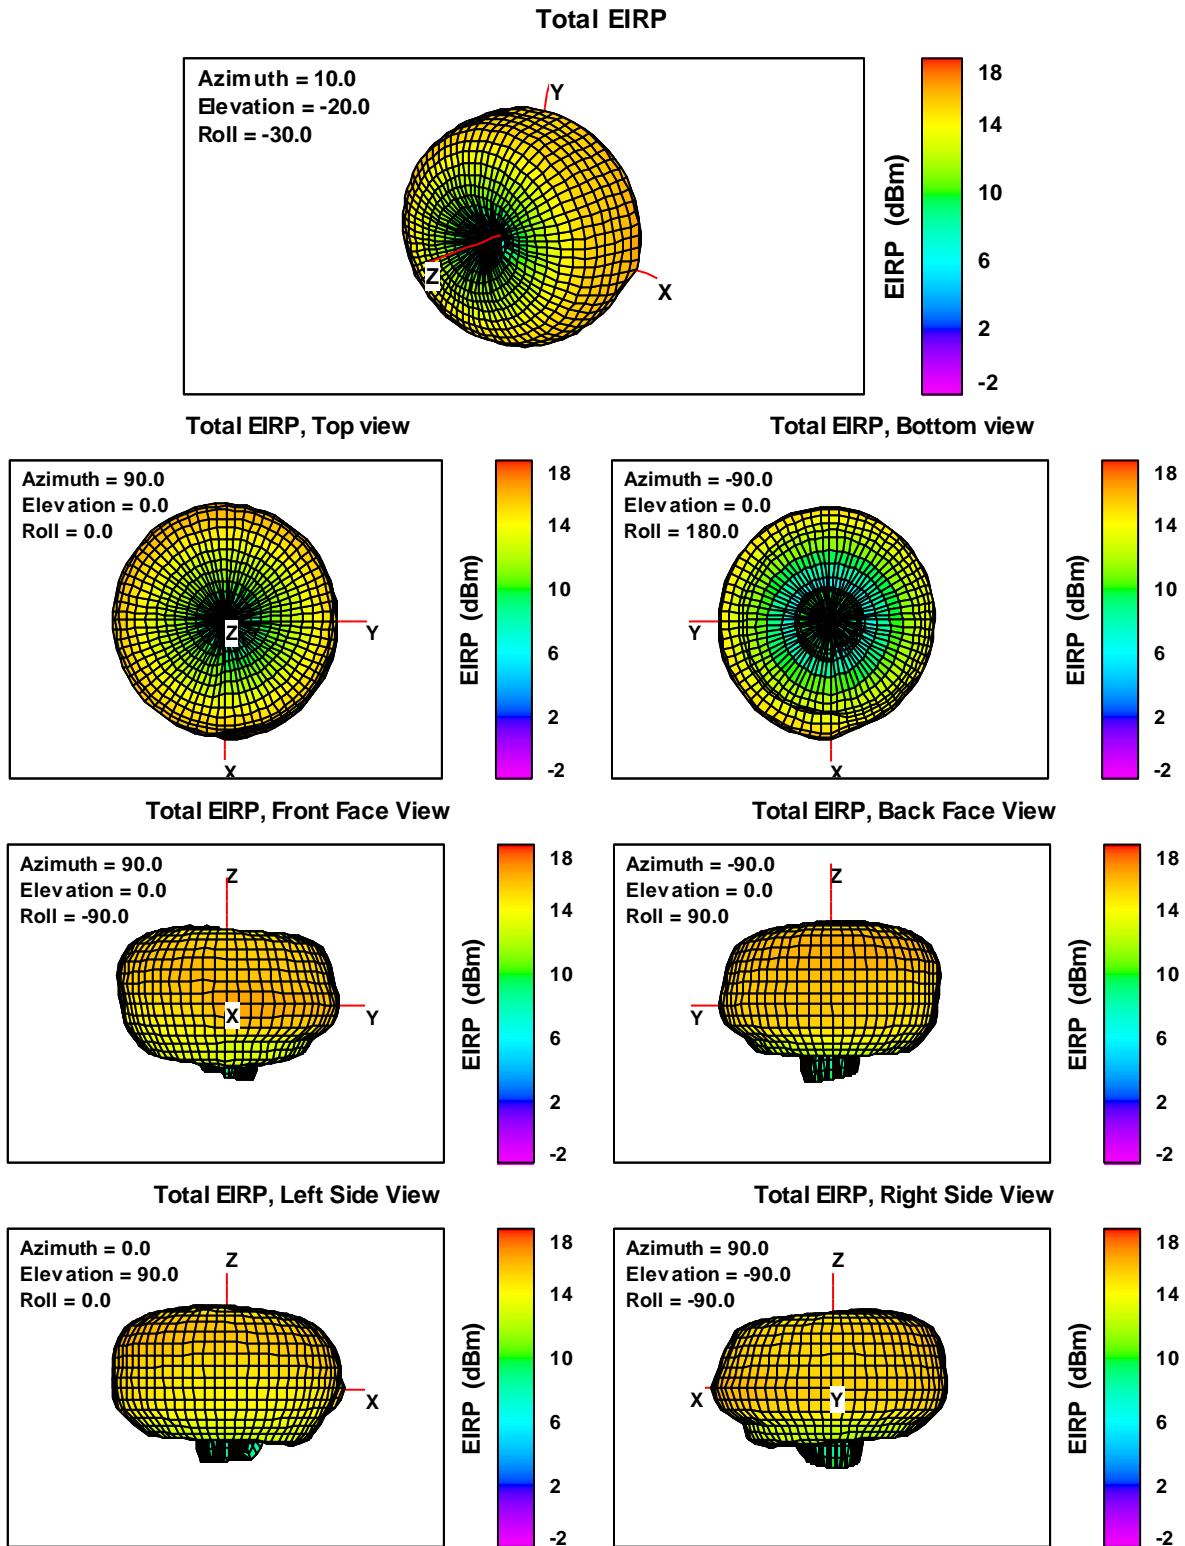 Total EIRP
Azimuth = 10.0
Elevation = -20.0
Roll = -30.0
Y
Z
X
EIRP (dBm)
18
14
10
6
2
-2
Total EIRP, Top view
Azimuth = 90.0
Elevation = 0.0
Roll = 0.0
Z
Y
X
EIRP (dBm)
18
14
10
6
2
-2
Total EIRP, Bottom view
Azimuth = -90.0
Elevation = 0.0
Roll = 180.0
Y
X
EIRP (dBm)
18
14
10
6
2
-2
Total EIRP, Front Face View
Azimuth = 90.0
Elevation = 0.0
Roll = -90.0
Z
X
Y
EIRP (dBm)
18
14
10
6
2
-2
Total EIRP, Back Face View
Azimuth = -90.0
Elevation = 0.0
Roll = 90.0
Z
Y
EIRP (dBm)
18
14
10
6
2
-2
Total EIRP, Left Side View
Azimuth = 0.0
Elevation = 90.0
Roll = 0.0
Z
X
EIRP (dBm)
18
14
10
6
2
-2
Total EIRP, Right Side View
Azimuth = 90.0
Elevation = -90.0
Roll = -90.0
Z
X
Y
EIRP (dBm)
18
14
10
6
2
-2